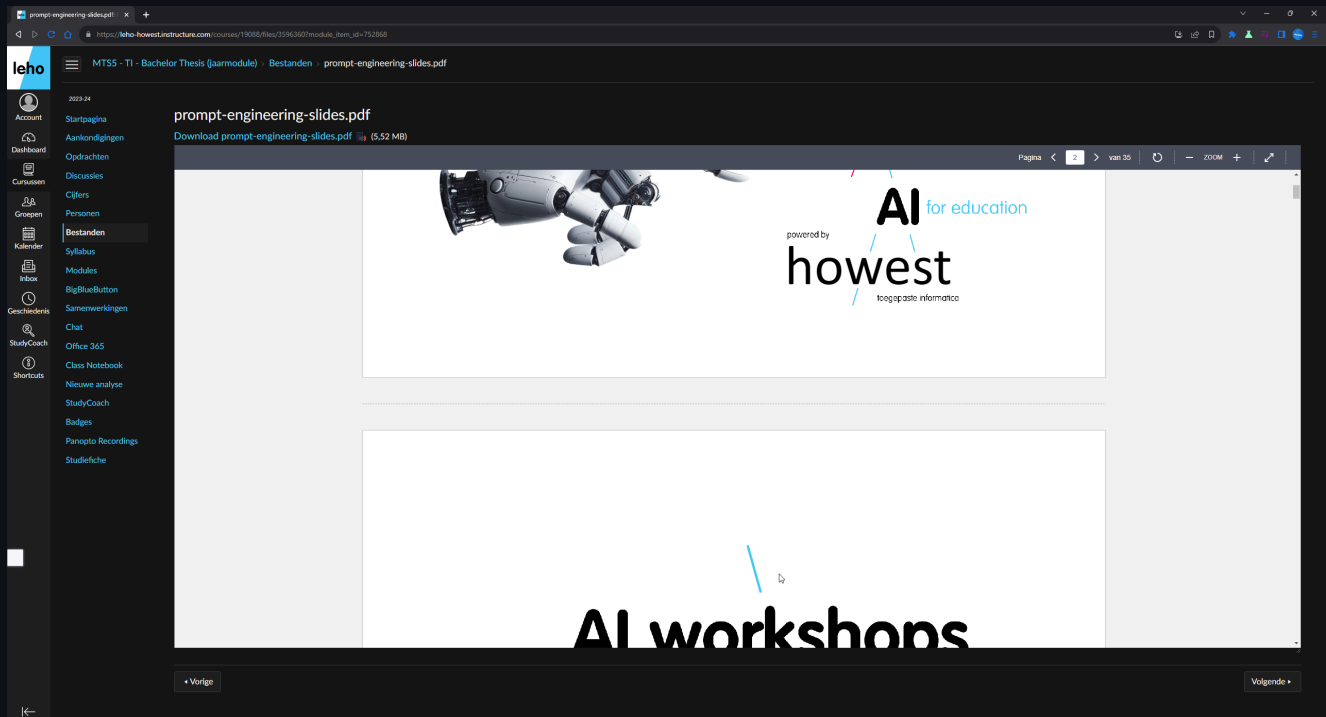 prompt-engineering-slides.pdf:
https://leho-howest.instructure.com/courses/19088/files/3596360?module_item_id=752868
leho
MTS5 - TI - Bachelor Thesis (jaarmodule) › Bestanden › prompt-engineering-slides.pdf
Account
Dashboard
Cursussen
Groepen
Kalender
Inbox
Geschiedenis
StudyCoach
Shortcuts
2023-24
Startpagina
Aankondigingen
Opdrachten
Discussies
Cijfers
Personen
Bestanden
Syllabus
Modules
BigBlueButton
Samenwerkingen
Chat
Office 365
Class Notebook
Nieuwe analyse
StudyCoach
Badges
Panopto Recordings
Studiefiche
prompt-engineering-slides.pdf
Download prompt-engineering-slides.pdf (5,52 MB)
Pagina 2 van 35 ZOOM
AI for education
powered by
howest
toegepaste informatica
AI workshops
Vorige
Volgende